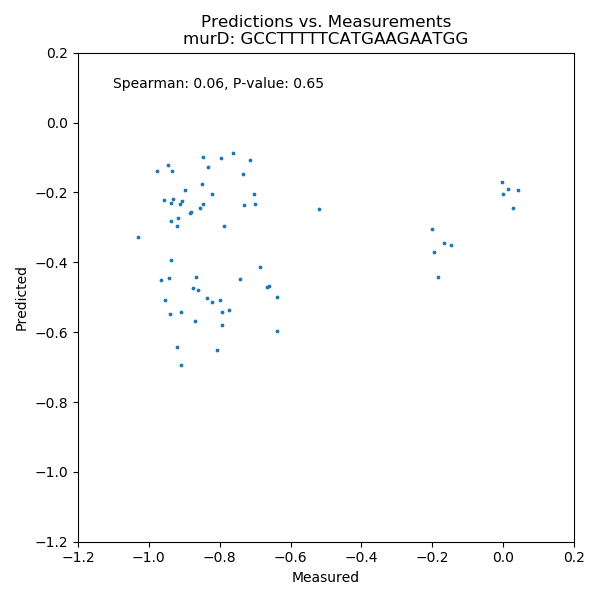 Predictions vs. Measurements
murD: GCCTTTTTCATGAAGAATGG
Spearman: 0.06, P-value: 0.65
0.2
0.0
−0.2
−0.4
−0.6
−0.8
−1.0
−1.2
Predicted
−1.2 −1.0 −0.8 −0.6 −0.4 −0.2 0.0 0.2
Measured